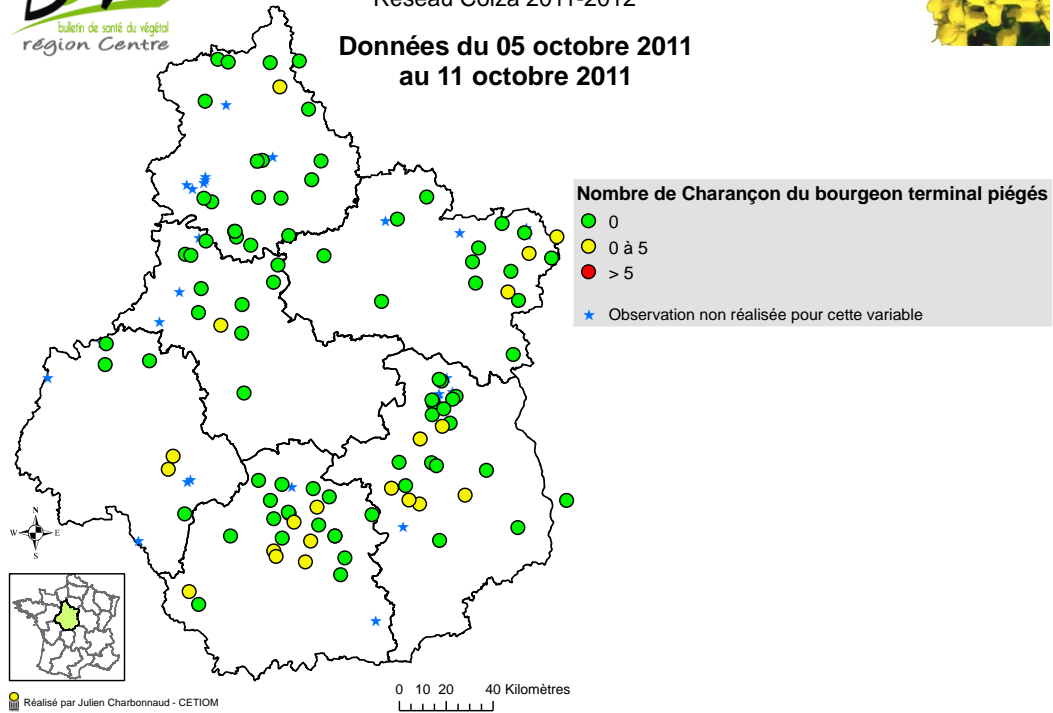 Réseau Colza 2011-2012
bulletin de santé du végétal
région Centre
Données du 05 octobre 2011
au 11 octobre 2011
Nombre de Charançon du bourgeon terminal piégés
0
0 à 5
> 5
Observation non réalisée pour cette variable
N
W E
S
0 10 20 40 Kilomètres
Réalisé par Julien Charbonnaud - CETIOM